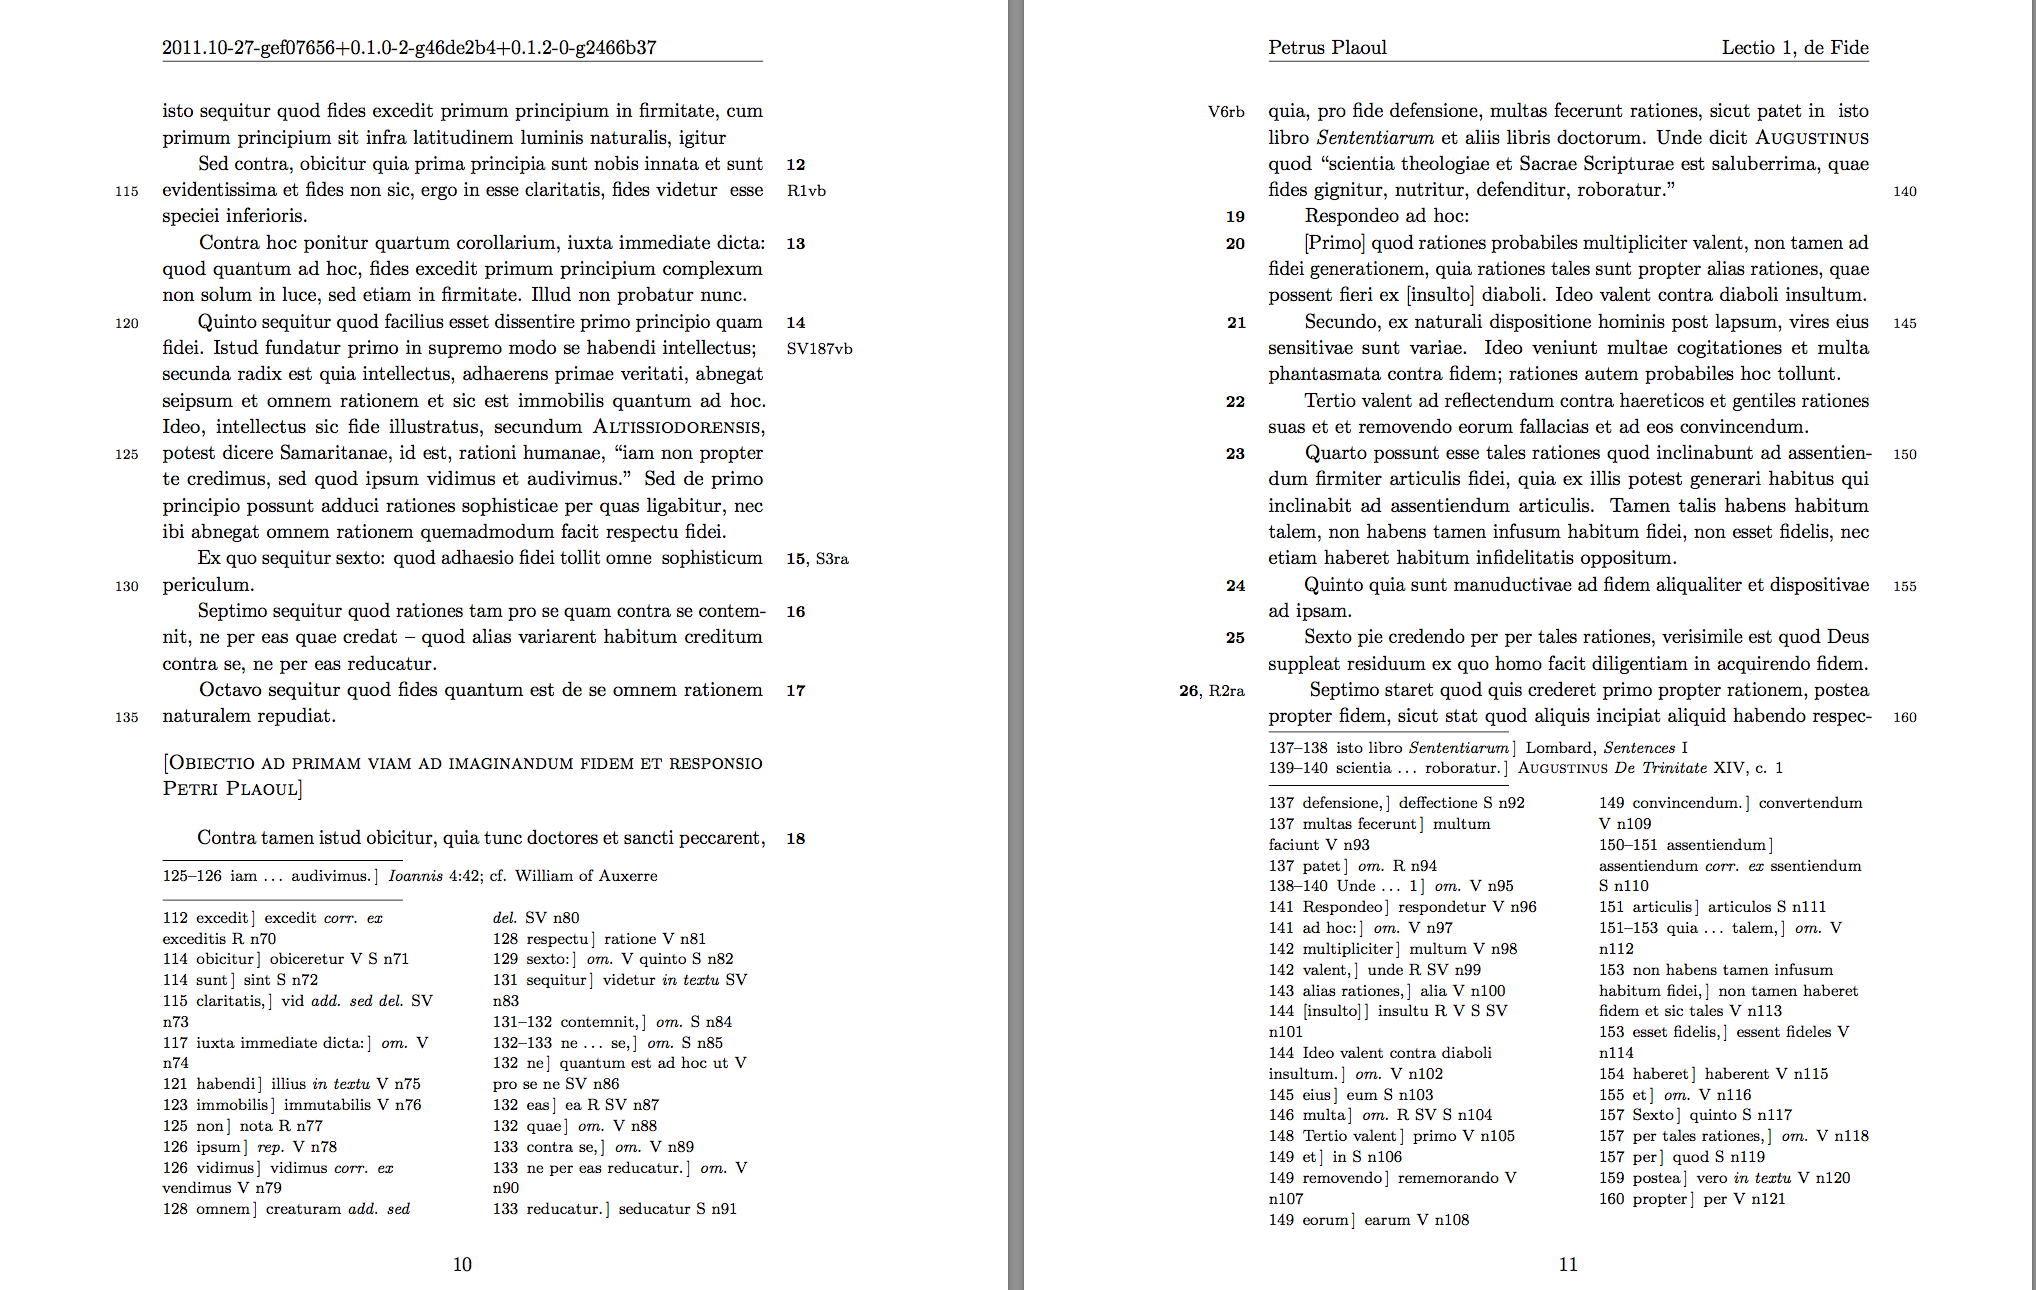 2011.10-27-gef07656+0.1.0-2-g46de2b4+0.1.2-0-g2466b37
isto sequitur quod fides excedit primum principium in firmitate, cum
primum principium sit infra latitudinem luminis naturalis, igitur
Sed contra, obicitur quia prima principia sunt nobis innata et sunt 12
115 evidentissima et fides non sic, ergo in esse claritatis, fides videtur esse R1vb
speciei inferioris.
Contra hoc ponitur quartum corollarium, iuxta immediate dicta: 13
quod quantum ad hoc, fides excedit primum principium complexum
non solum in luce, sed etiam in firmitate. Illud non probatur nunc.
120 Quinto sequitur quod facilius esset dissentire primo principio quam 14
fidei. Istud fundatur primo in supremo modo se habendi intellectus; SV187vb
secunda radix est quia intellectus, adhaerens primae veritati, abnegat
seipsum et omnem rationem et sic est immobilis quantum ad hoc.
Ideo, intellectus sic fide illustratus, secundum ALTISSIODORENSIS,
125 potest dicere Samaritanae, id est, rationi humanae, “iam non propter
te credimus, sed quod ipsum vidimus et audivimus.” Sed de primo
principio possunt adduci rationes sophisticae per quas ligabitur, nec
ibi abnegat omnem rationem quemadmodum facit respectu fidei.
Ex quo sequitur sexto: quod adhaesio fidei tollit omne sophisticum 15, S3ra
130 periculum.
Septimo sequitur quod rationes tam pro se quam contra se contem- 16
nit, ne per eas quae credat – quod alias variarent habitum creditum
contra se, ne per eas reducatur.
Octavo sequitur quod fides quantum est de se omnem rationem 17
135 naturalem repudiat.
[OBIECTIO AD PRIMAM VIAM AD IMAGINANDUM FIDEM ET RESPONSIO
PETRI PLAOUL]
Contra tamen istud obicitur, quia tunc doctores et sancti peccarent, 18
125–126 iam ... audivimus.] Ioannis 4:42; cf. William of Auxerre
112 excedit] excedit corr. ex
exceditis R n70
114 obicitur] obiceretur V S n71
114 sunt] sint S n72
115 claritatis,] vid add. sed del. SV
n73
117 iuxta immediate dicta:] om. V
n74
121 habendi] illius in textu V n75
123 immobilis] immutabilis V n76
125 non] nota R n77
126 ipsum] rep. V n78
126 vidimus] vidimus corr. ex
vendimus V n79
128 omnem] creaturam add. sed
del. SV n80
128 respectu] ratione V n81
129 sexto:] om. V quinto S n82
131 sequitur] videtur in textu SV
n83
131–132 contemnit,] om. S n84
132–133 ne ... se,] om. S n85
132 ne] quantum est ad hoc ut V
pro se ne SV n86
132 eas] ea R SV n87
132 quae] om. V n88
133 contra se,] om. V n89
133 ne per eas reducatur.] om. V
n90
133 reducatur.] seducatur S n91
10
Petrus Plaoul Lectio 1, de Fide
V6rb quia, pro fide defensione, multas fecerunt rationes, sicut patet in isto
libro Sententiarum et aliis libris doctorum. Unde dicit AUGUSTINUS
quod “scientia theologiae et Sacrae Scripturae est saluberrima, quae
fides gignitur, nutritur, defenditur, roboratur.” 140
19 Respondeo ad hoc:
20 [Primo] quod rationes probabiles multipliciter valent, non tamen ad
fidei generationem, quia rationes tales sunt propter alias rationes, quae
possent fieri ex [insulto] diaboli. Ideo valent contra diaboli insultum.
21 Secundo, ex naturali dispositione hominis post lapsum, vires eius 145
sensitivae sunt variae. Ideo veniunt multae cogitationes et multa
phantasmata contra fidem; rationes autem probabiles hoc tollunt.
22 Tertio valent ad reflectendum contra haereticos et gentiles rationes
suas et et removendo eorum fallacias et ad eos convincendum.
23 Quarto possunt esse tales rationes quod inclinabunt ad assentien- 150
dum firmiter articulis fidei, quia ex illis potest generari habitus qui
inclinabit ad assentiendum articulis. Tamen talis habens habitum
talem, non habens tamen infusum habitum fidei, non esset fidelis, nec
etiam haberet habitum infidelitatis oppositum.
24 Quinto quia sunt manuductivae ad fidem aliqualiter et dispositivae 155
ad ipsam.
25 Sexto pie credendo per per tales rationes, verisimile est quod Deus
suppleat residuum ex quo homo facit diligentiam in acquirendo fidem.
26, R2ra Septimo staret quod quis crederet primo propter rationem, postea
propter fidem, sicut stat quod aliquis incipiat aliquid habendo respec- 160
137–138 isto libro Sententiarum] Lombard, Sentences I
139–140 scientia ... roboratur.] AUGUSTINUS De Trinitate XIV, c. 1
137 defensione,] deffectione S n92
137 multas fecerunt] multum
faciunt V n93
137 patet] om. R n94
138–140 Unde ... 1] om. V n95
141 Respondeo] respondetur V n96
141 ad hoc:] om. V n97
142 multipliciter] multum V n98
142 valent,] unde R SV n99
143 alias rationes,] alia V n100
144 [insulto]] insultu R V S SV
n101
144 Ideo valent contra diaboli
insultum.] om. V n102
145 eius] eum S n103
146 multa] om. R SV S n104
148 Tertio valent] primo V n105
149 et] in S n106
149 removendo] rememorando V
n107
149 eorum] earum V n108
149 convincendum.] convertendum
V n109
150–151 assentiendum]
assentiendum corr. ex ssentiendum
S n110
151 articulis] articulos S n111
151–153 quia ... talem,] om. V
n112
153 non habens tamen infusum
habitum fidei,] non tamen haberet
fidem et sic tales V n113
153 esset fidelis,] essent fideles V
n114
154 haberet] haberent V n115
155 et] om. V n116
157 Sexto] quinto S n117
157 per tales rationes,] om. V n118
157 per] quod S n119
159 postea] vero in textu V n120
160 propter] per V n121
11